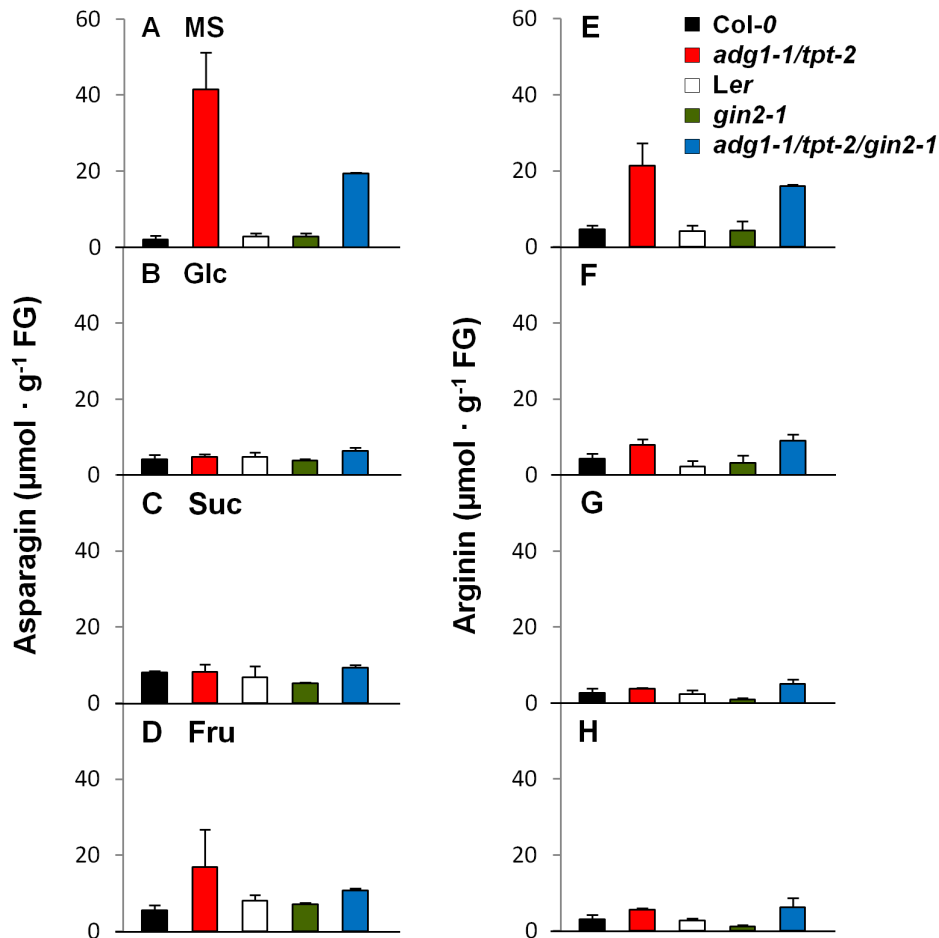 A MS
60
40
20
0
B Glc
40
20
0
C Suc
40
20
0
D Fru
40
20
0
Asparagin (µmol · g⁻¹ FG)
E
60
40
20
0
F
40
20
0
G
40
20
0
H
40
20
0
Arginin (µmol · g⁻¹ FG)
Col-0
adg1-1/tpt-2
Ler
gin2-1
adg1-1/tpt-2/gin2-1